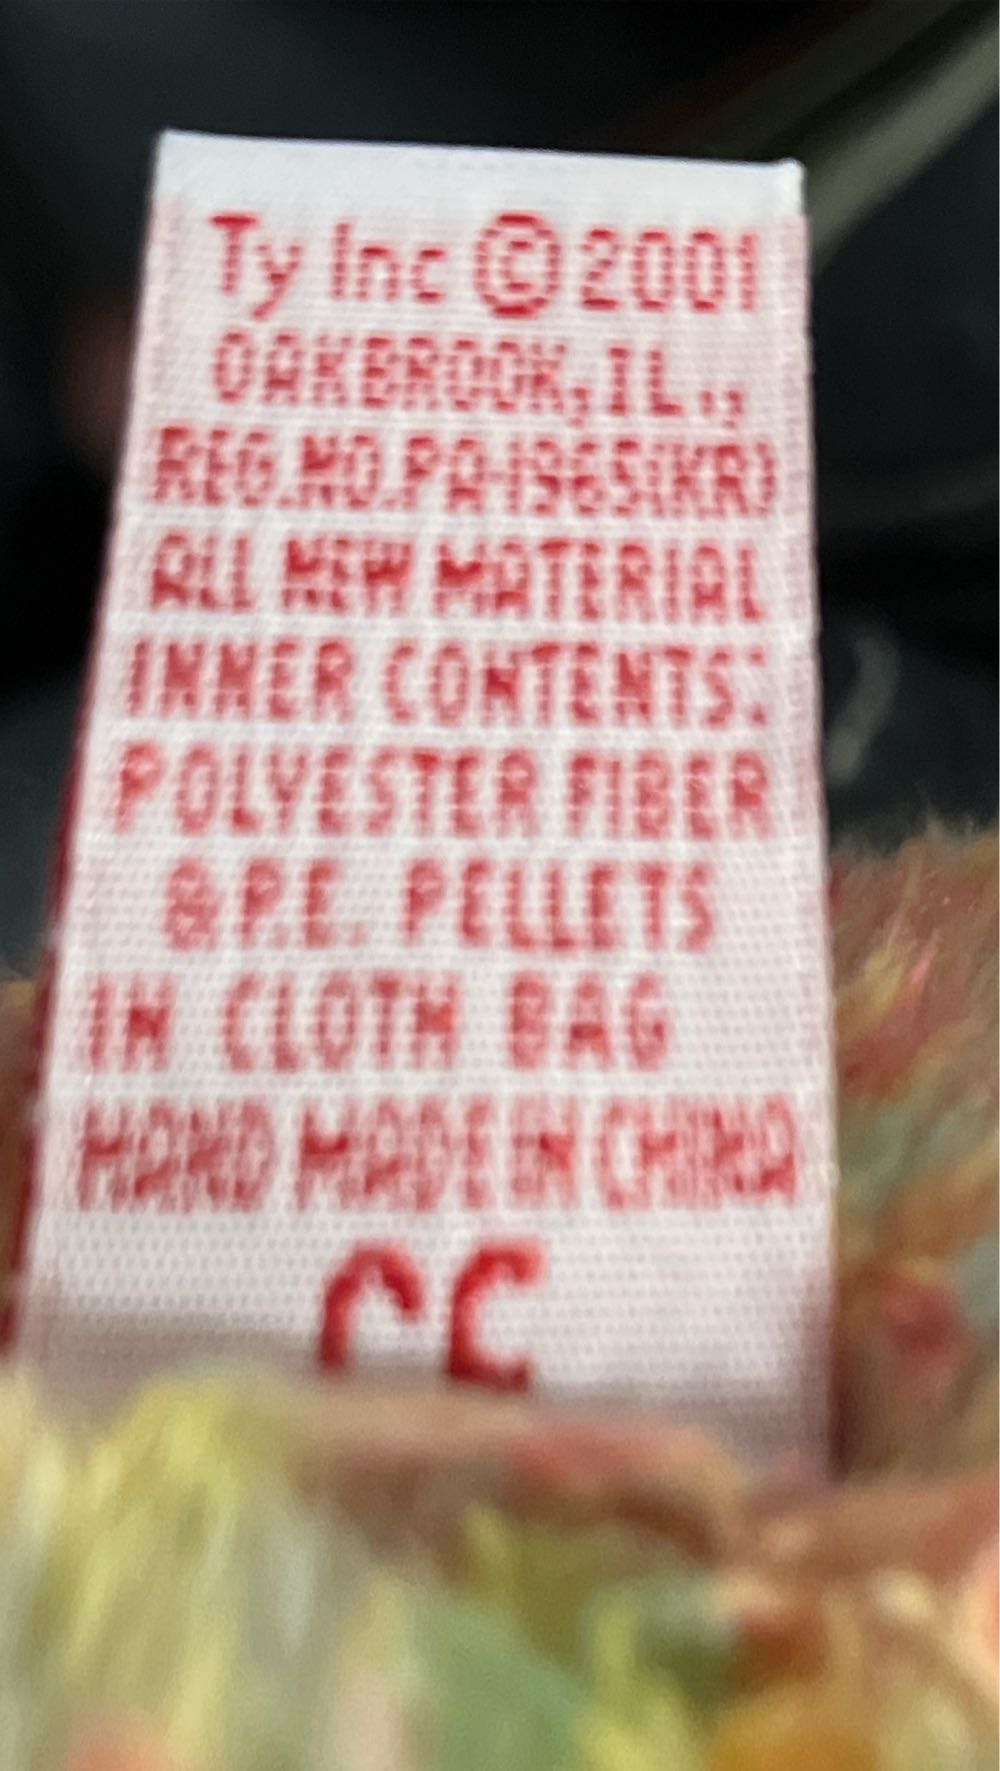 Ty Inc © 2001
OAKBROOK, IL.,,
REG.NO.PA-1965(KR)
ALL NEW MATERIAL
INNER CONTENTS:
POLYESTER FIBER
& P.E. PELLETS
IN CLOTH BAG
HAND MADE IN CHINA
CE